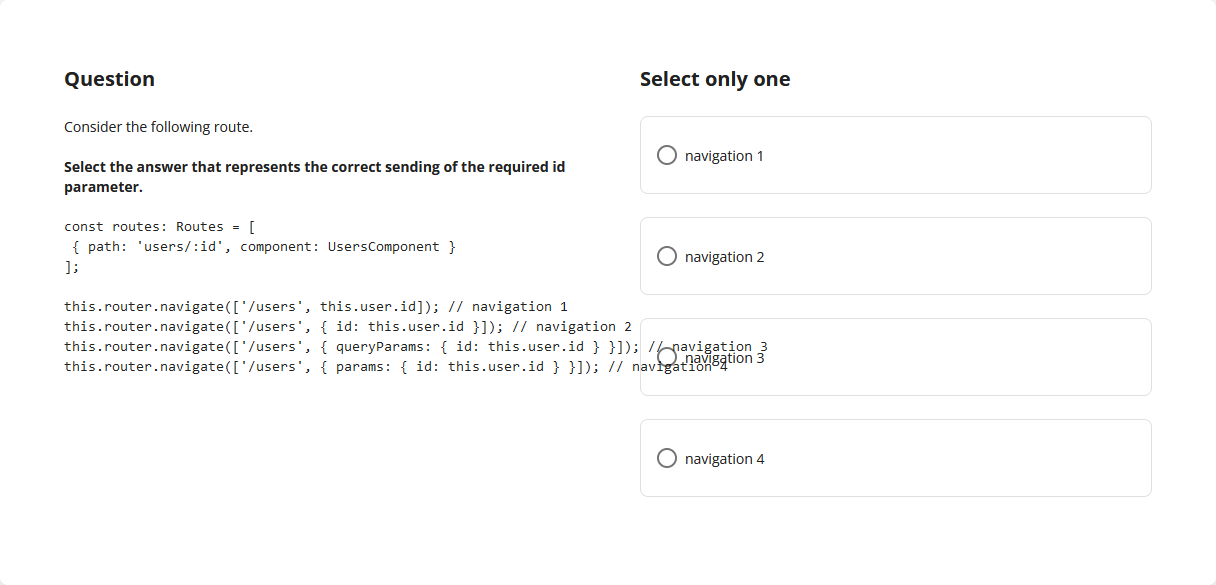 Question
Consider the following route.
Select the answer that represents the correct sending of the required id
parameter.
const routes: Routes = [
{ path: 'users/:id', component: UsersComponent }
];
this.router.navigate(['/users', this.user.id]); // navigation 1
this.router.navigate(['/users', { id: this.user.id }]); // navigation 2
this.router.navigate(['/users', { queryParams: { id: this.user.id } }]); // navigation 3
this.router.navigate(['/users', { params: { id: this.user.id } }]); // navigation 4
Select only one
navigation 1
navigation 2
navigation 3
navigation 4